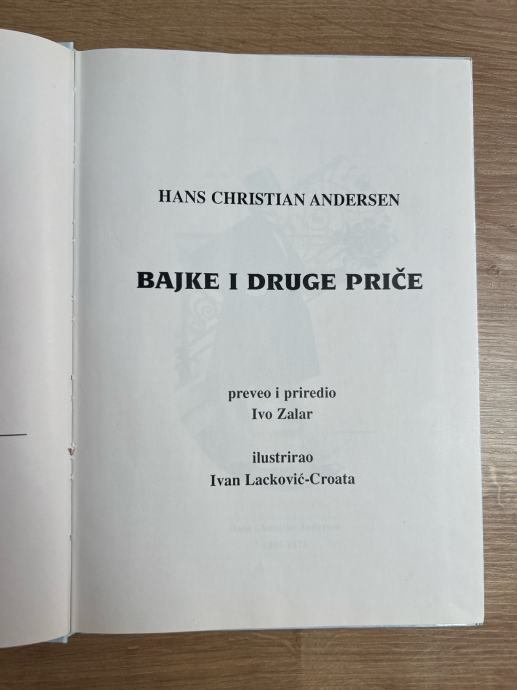 HANS CHRISTIAN ANDERSEN
BAJKE I DRUGE PRIČE
preveo i priredio
Ivo Zalar
ilustrirao
Ivan Lacković-Croata